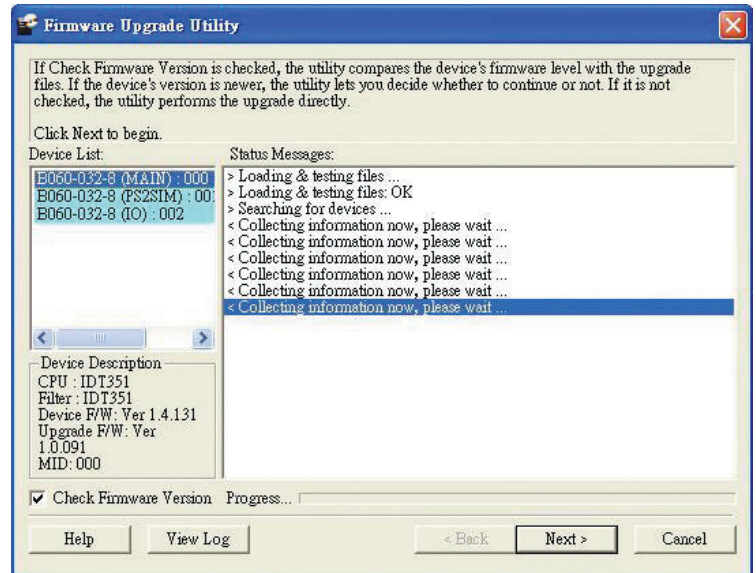 Firmware Upgrade Utility
If Check Firmware Version is checked, the utility compares the device's firmware level with the upgrade
files. If the device's version is newer, the utility lets you decide whether to continue or not. If it is not
checked, the utility performs the upgrade directly.
Click Next to begin.
Device List:
B060-032-8 (MAIN) : 000
B060-032-8 (PS2SIM) : 001
B060-032-8 (IO) : 002
Status Messages:
> Loading & testing files ...
> Loading & testing files: OK
> Searching for devices ...
< Collecting information now, please wait ...
< Collecting information now, please wait ...
< Collecting information now, please wait ...
< Collecting information now, please wait ...
< Collecting information now, please wait ...
< Collecting information now, please wait ...
Device Description
CPU : IDT351
Filter : IDT351
Device F/W: Ver 1.4.131
Upgrade F/W: Ver
1.0.091
MID: 000
Check Firmware Version Progress...
Help View Log < Back Next > Cancel